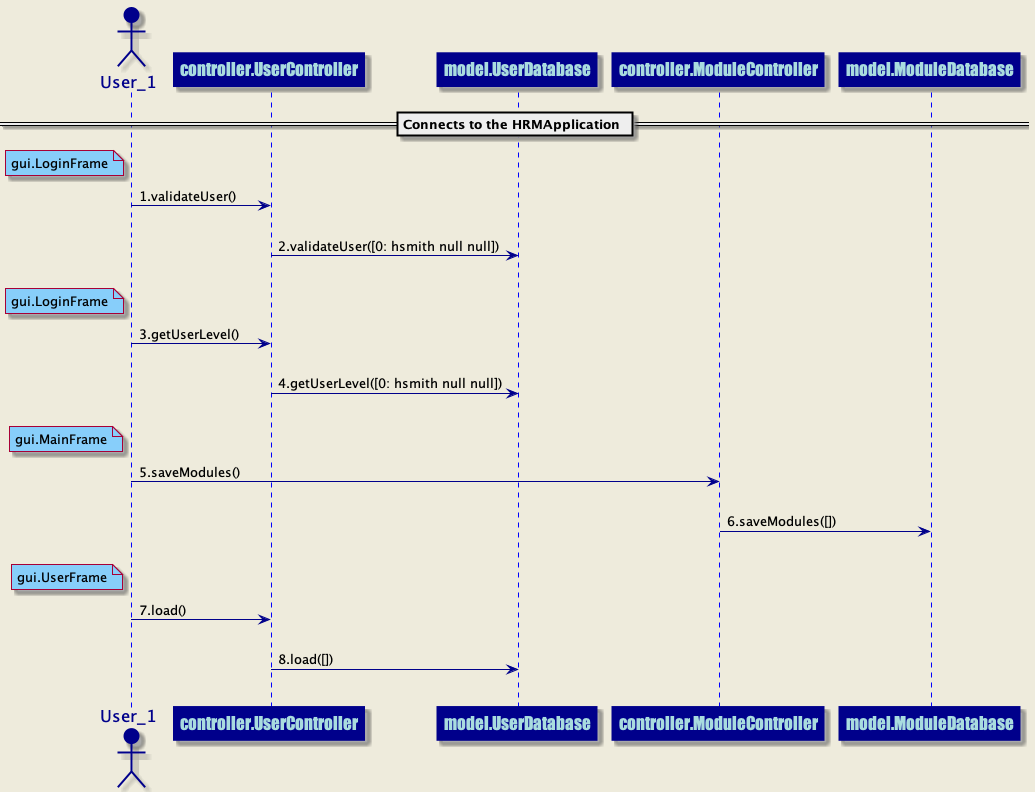 User_1
controller.UserController
model.UserDatabase
controller.ModuleController
model.ModuleDatabase
Connects to the HRMApplication
gui.LoginFrame
1.validateUser()
2.validateUser([0: hsmith null null])
gui.LoginFrame
3.getUserLevel()
4.getUserLevel([0: hsmith null null])
gui.MainFrame
5.saveModules()
6.saveModules([])
gui.UserFrame
7.load()
8.load([])
User_1
controller.UserController
model.UserDatabase
controller.ModuleController
model.ModuleDatabase